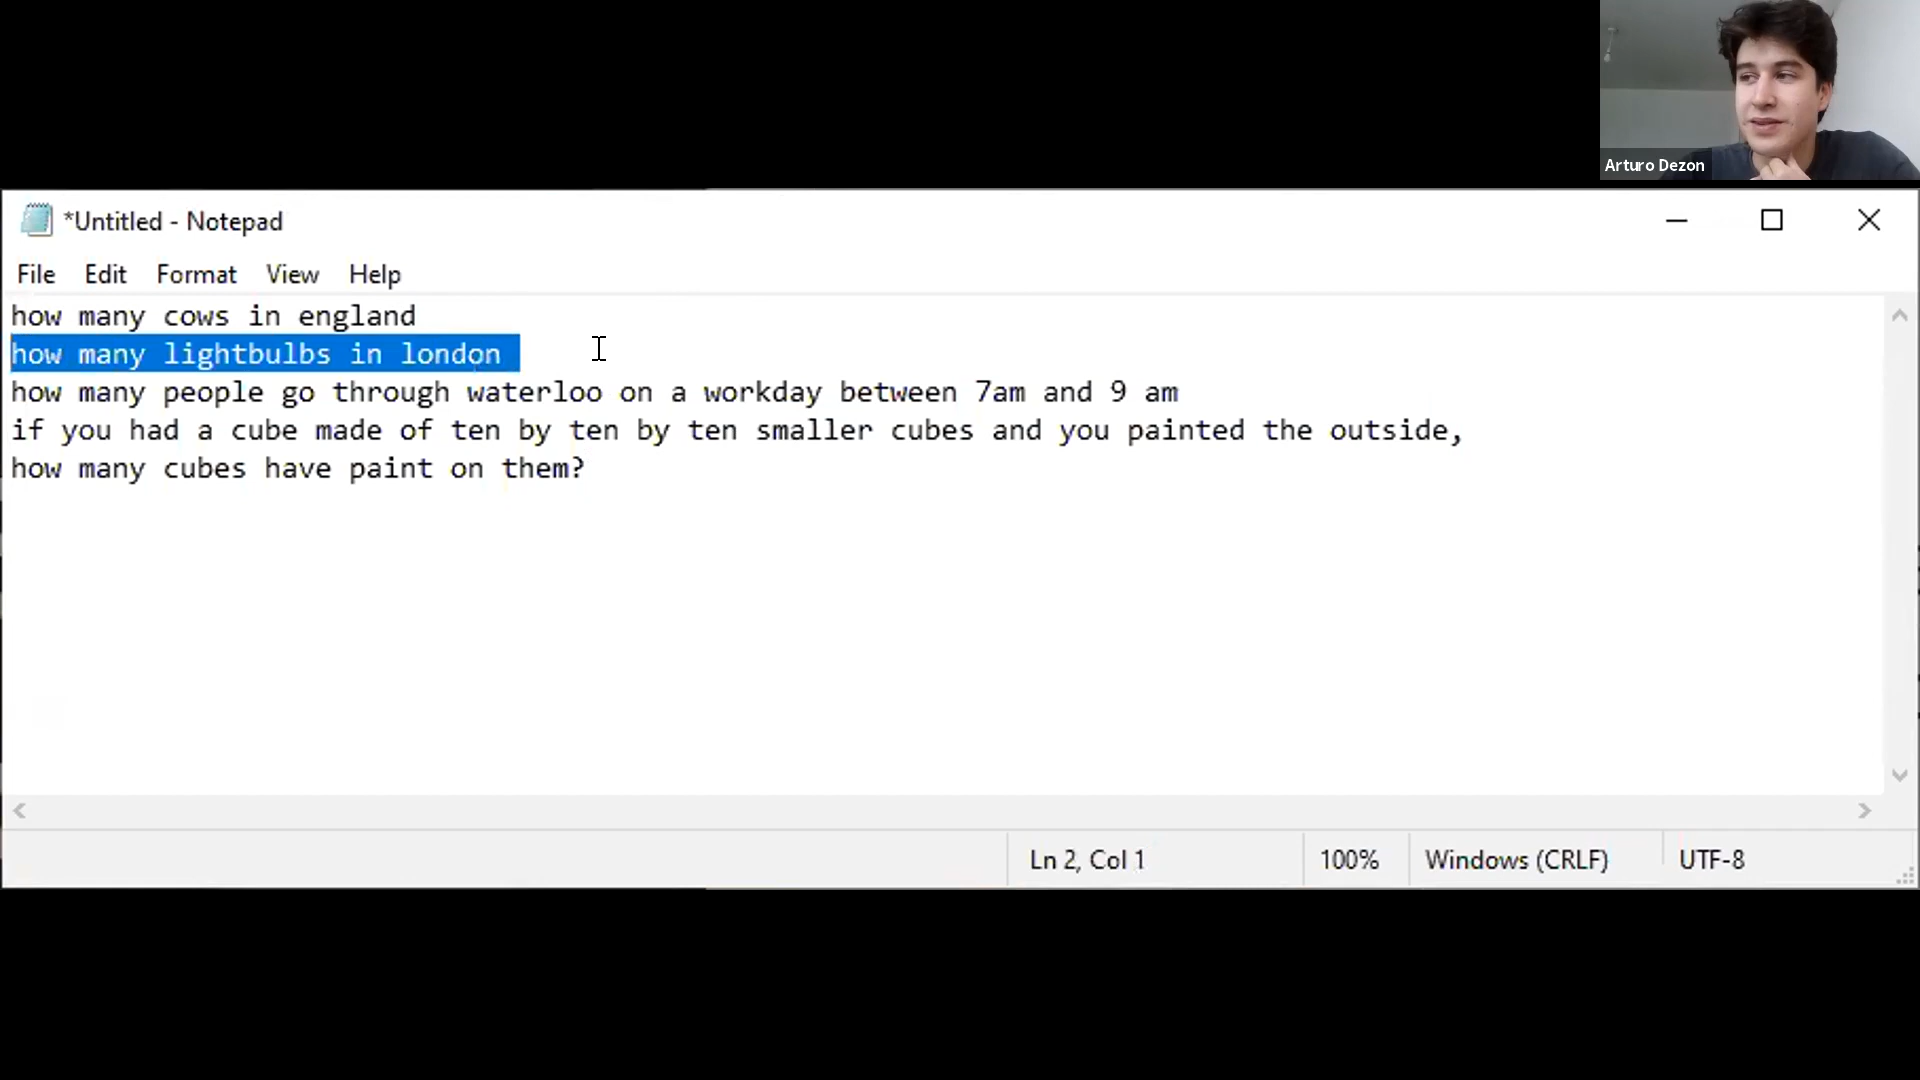 Arturo Dezon
*Untitled - Notepad
File Edit Format View Help
how many cows in england
how many lightbulbs in london
how many people go through waterloo on a workday between 7am and 9 am
if you had a cube made of ten by ten by ten smaller cubes and you painted the outside,
how many cubes have paint on them?
Ln 2, Col 1 100% Windows (CRLF) UTF-8